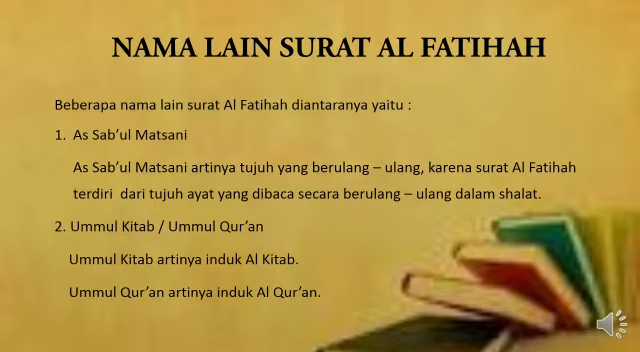 NAMA LAIN SURAT AL FATIHAH
Beberapa nama lain surat Al Fatihah diantaranya yaitu :
1. As Sab’ul Matsani
As Sab’ul Matsani artinya tujuh yang berulang – ulang, karena surat Al Fatihah
terdiri dari tujuh ayat yang dibaca secara berulang – ulang dalam shalat.
2. Ummul Kitab / Ummul Qur’an
Ummul Kitab artinya induk Al Kitab.
Ummul Qur’an artinya induk Al Qur’an.